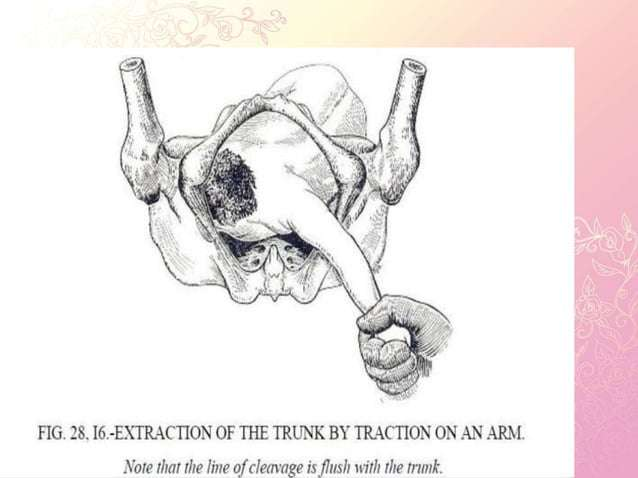 FIG. 28, I6.-EXTRACTION OF THE TRUNK BY TRACTION ON AN ARM.
Note that the line of cleavage is flush with the trunk.